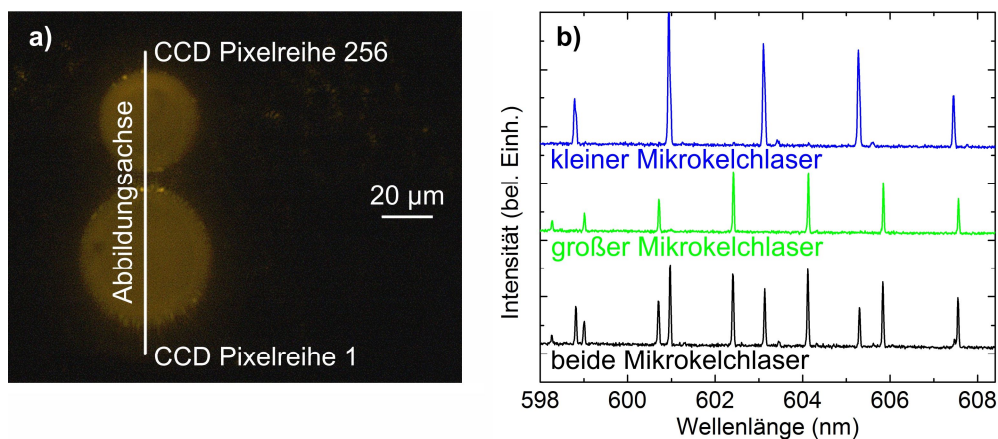 a)
CCD Pixelreihe 256
Abbildungsachse
20 µm
CCD Pixelreihe 1
b)
Intensität (bel. Einh.)
kleiner Mikrokelchlaser
großer Mikrokelchlaser
beide Mikrokelchlaser
598 600 602 604 606 608
Wellenlänge (nm)